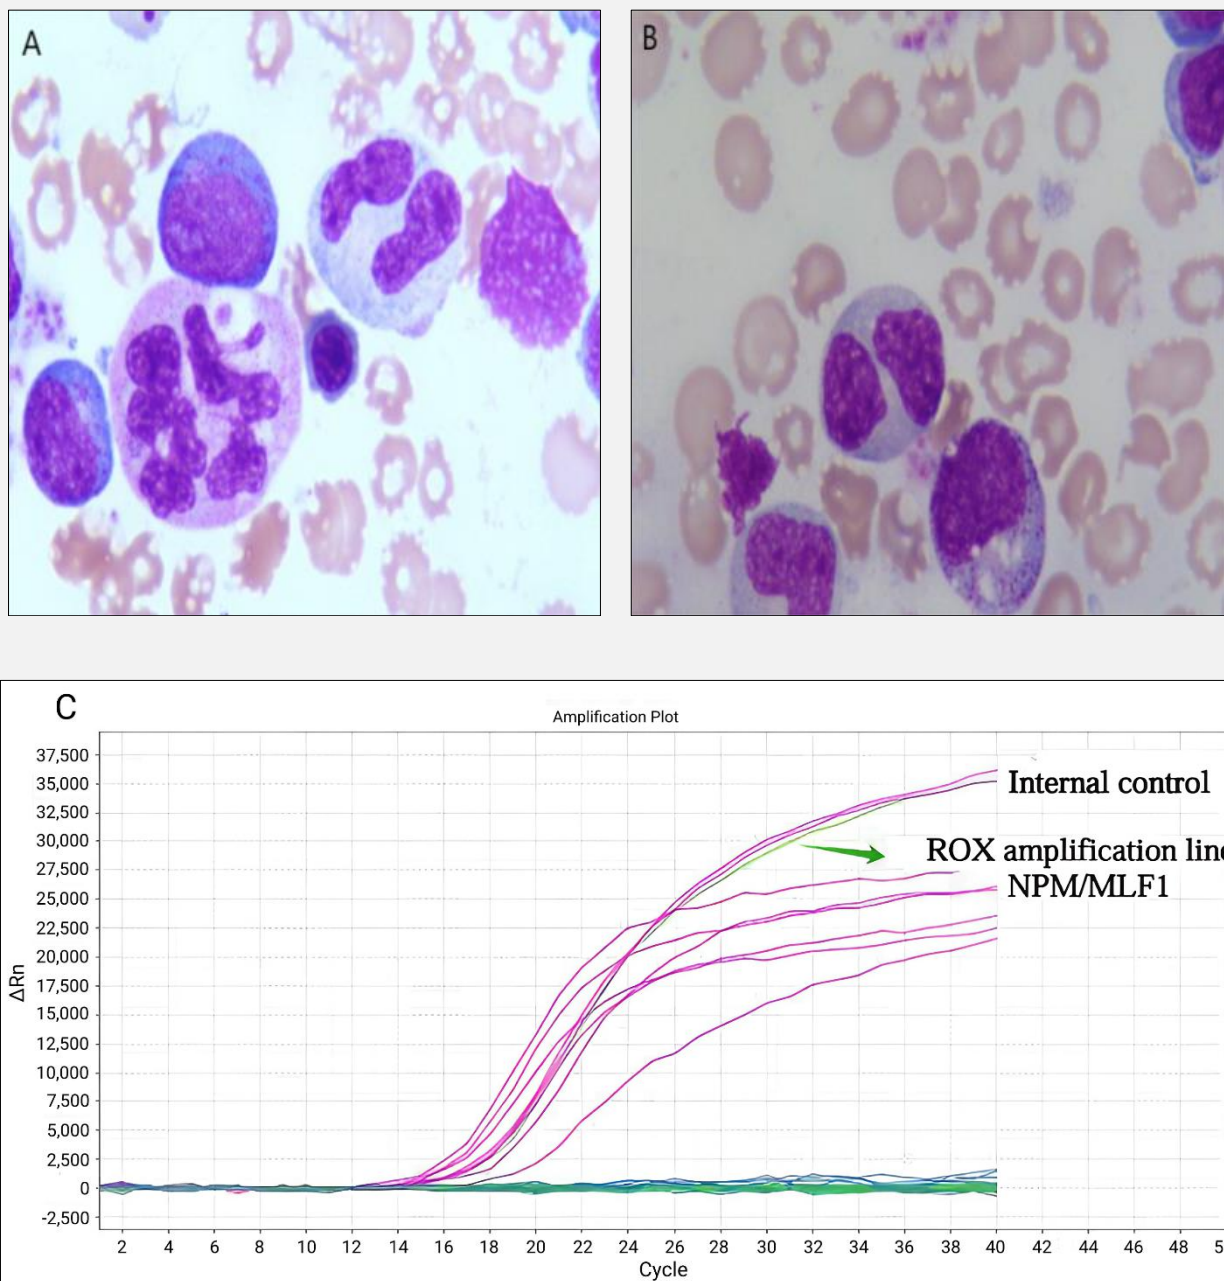 A
B
C
Amplification Plot
37,500
35,000
32,500
30,000
27,500
25,000
22,500
20,000
17,500
15,000
12,500
10,000
7,500
5,000
2,500
0
-2,500
ΔRn
Internal control
ROX amplification line
NPM/MLF1
2 4 6 8 10 12 14 16 18 20 22 24 26 28 30 32 34 36 38 40 42 44 46 48
Cycle